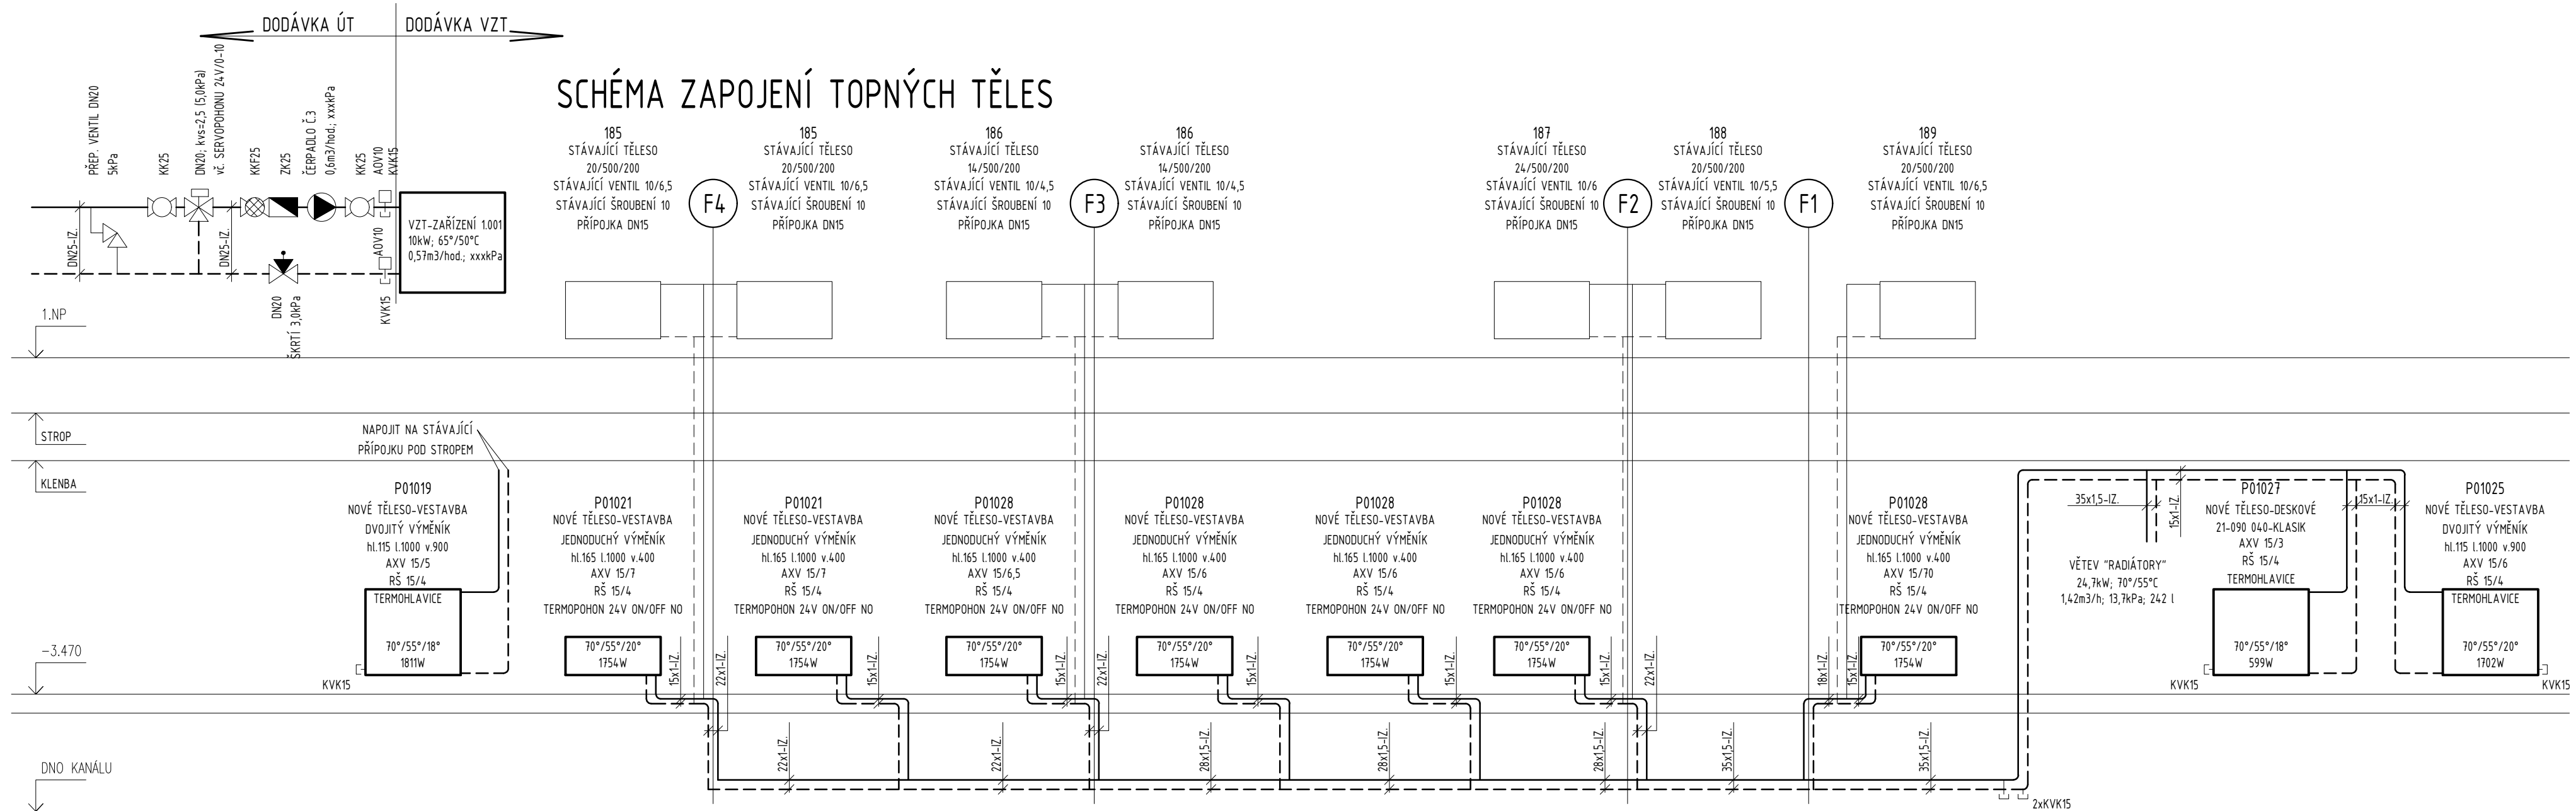 DODÁVKA ÚT
DODÁVKA VZT
SCHÉMA ZAPOJENÍ TOPNÝCH TĚLES
PŘEP. VENTIL DN20
5kPa
KK25
DN20; kvs=2,5 (5,0kPa)
vč. SERVOPOHONU 24V/0-10
KKF25
ZK25
ČERPADLO Č.3
0,6m3/hod.; xxxkPa
KK25
AOV10
KVK15
DN25-IZ.
DN25-IZ.
AOV10
KVK15
DN20
ŠKRTÍ 3,0kPa
VZT-ZAŘÍZENÍ 1.001
10kW; 65°/50°C
0,57m3/hod.; xxxkPa
185
STÁVAJÍCÍ TĚLESO
20/500/200
STÁVAJÍCÍ VENTIL 10/6,5
STÁVAJÍCÍ ŠROUBENÍ 10
PŘÍPOJKA DN15
F4
185
STÁVAJÍCÍ TĚLESO
20/500/200
STÁVAJÍCÍ VENTIL 10/6,5
STÁVAJÍCÍ ŠROUBENÍ 10
PŘÍPOJKA DN15
186
STÁVAJÍCÍ TĚLESO
14/500/200
STÁVAJÍCÍ VENTIL 10/4,5
STÁVAJÍCÍ ŠROUBENÍ 10
PŘÍPOJKA DN15
F3
186
STÁVAJÍCÍ TĚLESO
14/500/200
STÁVAJÍCÍ VENTIL 10/4,5
STÁVAJÍCÍ ŠROUBENÍ 10
PŘÍPOJKA DN15
187
STÁVAJÍCÍ TĚLESO
24/500/200
STÁVAJÍCÍ VENTIL 10/6
STÁVAJÍCÍ ŠROUBENÍ 10
PŘÍPOJKA DN15
F2
188
STÁVAJÍCÍ TĚLESO
20/500/200
STÁVAJÍCÍ VENTIL 10/5,5
STÁVAJÍCÍ ŠROUBENÍ 10
PŘÍPOJKA DN15
F1
189
STÁVAJÍCÍ TĚLESO
20/500/200
STÁVAJÍCÍ VENTIL 10/6,5
STÁVAJÍCÍ ŠROUBENÍ 10
PŘÍPOJKA DN15
1.NP
STROP
KLENBA
-3.470
DNO KANÁLU
NAPOJIT NA STÁVAJÍCÍ
PŘÍPOJKU POD STROPEM
P01019
NOVÉ TĚLESO-VESTAVBA
DVOJITÝ VÝMĚNÍK
hl.115 l.1000 v.900
AXV 15/5
RŠ 15/4
TERMOHLAVICE
70°/55°/18°
1811W
KVK15
P01021
NOVÉ TĚLESO-VESTAVBA
JEDNODUCHÝ VÝMĚNÍK
hl.165 l.1000 v.400
AXV 15/7
RŠ 15/4
TERMOPOHON 24V ON/OFF NO
70°/55°/20°
1754W
15x1-IZ.
22x1-IZ.
P01021
NOVÉ TĚLESO-VESTAVBA
JEDNODUCHÝ VÝMĚNÍK
hl.165 l.1000 v.400
AXV 15/7
RŠ 15/4
TERMOPOHON 24V ON/OFF NO
70°/55°/20°
1754W
15x1-IZ.
P01028
NOVÉ TĚLESO-VESTAVBA
JEDNODUCHÝ VÝMĚNÍK
hl.165 l.1000 v.400
AXV 15/6,5
RŠ 15/4
TERMOPOHON 24V ON/OFF NO
70°/55°/20°
1754W
15x1-IZ.
22x1-IZ.
P01028
NOVÉ TĚLESO-VESTAVBA
JEDNODUCHÝ VÝMĚNÍK
hl.165 l.1000 v.400
AXV 15/6
RŠ 15/4
TERMOPOHON 24V ON/OFF NO
70°/55°/20°
1754W
15x1-IZ.
P01028
NOVÉ TĚLESO-VESTAVBA
JEDNODUCHÝ VÝMĚNÍK
hl.165 l.1000 v.400
AXV 15/6
RŠ 15/4
TERMOPOHON 24V ON/OFF NO
70°/55°/20°
1754W
15x1-IZ.
P01028
NOVÉ TĚLESO-VESTAVBA
JEDNODUCHÝ VÝMĚNÍK
hl.165 l.1000 v.400
AXV 15/6
RŠ 15/4
TERMOPOHON 24V ON/OFF NO
70°/55°/20°
1754W
15x1-IZ.
22x1-IZ.
P01028
NOVÉ TĚLESO-VESTAVBA
JEDNODUCHÝ VÝMĚNÍK
hl.165 l.1000 v.400
AXV 15/70
RŠ 15/4
TERMOPOHON 24V ON/OFF NO
70°/55°/20°
1754W
18x1-IZ.
15x1-IZ.
35x1,5-IZ.
15x1-IZ.
VĚTEV "RADIÁTORY"
24,7kW; 70°/55°C
1,42m3/h; 13,7kPa; 242 l
P01027
NOVÉ TĚLESO-DESKOVÉ
21-090 040-KLASIK
AXV 15/3
RŠ 15/4
TERMOHLAVICE
70°/55°/20°
599W
KVK15
15x1-IZ.
P01025
NOVÉ TĚLESO-VESTAVBA
DVOJITÝ VÝMĚNÍK
hl.115 l.1000 v.900
AXV 15/6
RŠ 15/4
TERMOHLAVICE
70°/55°/20°
1702W
KVK15
22x1-IZ.
22x1-IZ.
28x1,5-IZ.
28x1,5-IZ.
28x1,5-IZ.
35x1,5-IZ.
35x1,5-IZ.
2xKVK15